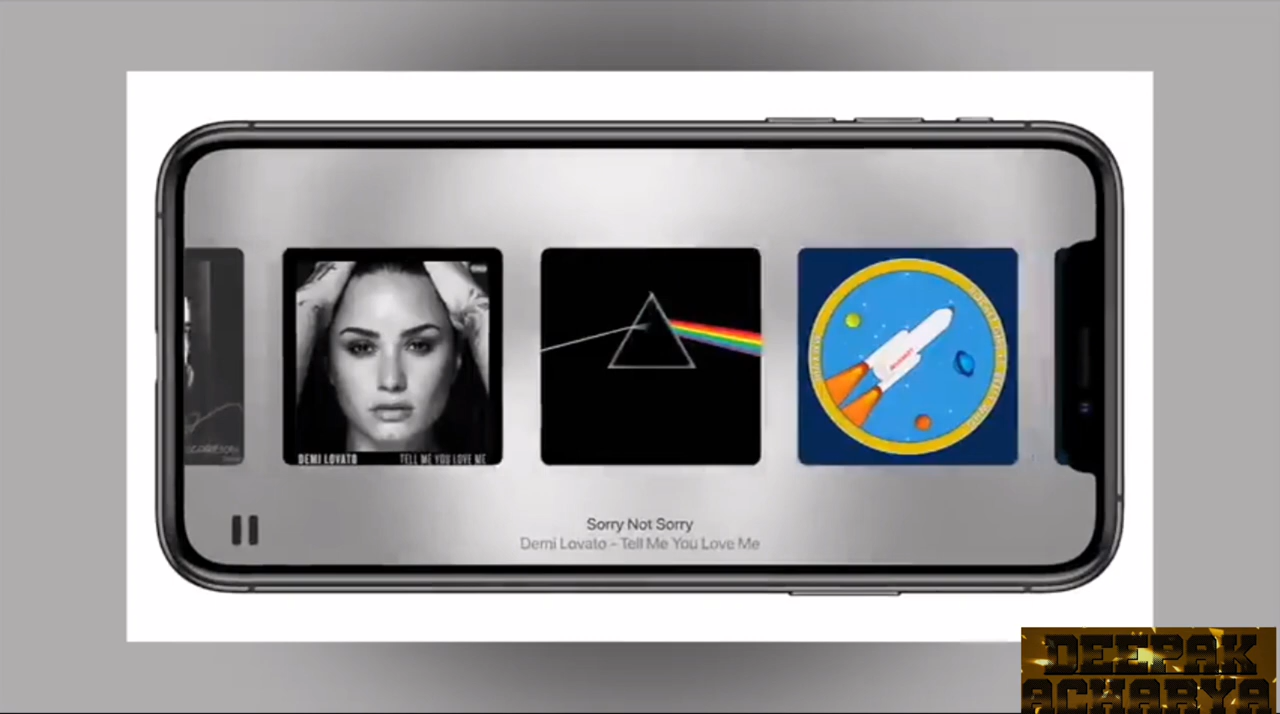 SCORPION
DEMI LOVATO TELL ME YOU LOVE ME
Sorry Not Sorry
Demi Lovato – Tell Me You Love Me
DEEPAK
ACHARYA